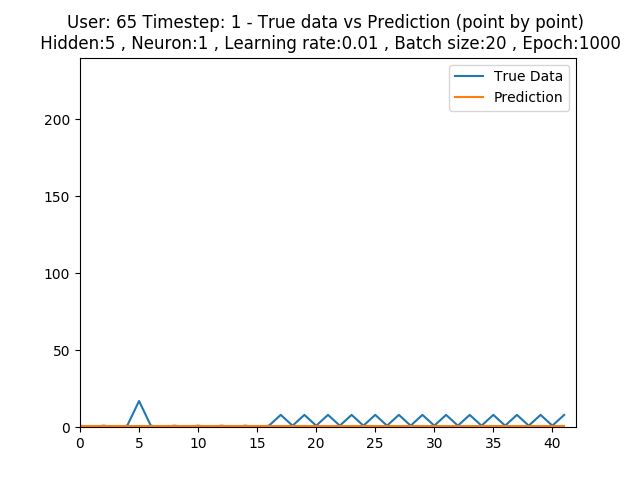 User: 65 Timestep: 1 - True data vs Prediction (point by point)
Hidden:5 , Neuron:1 , Learning rate:0.01 , Batch size:20 , Epoch:1000
True Data
Prediction
200
150
100
50
0
0 5 10 15 20 25 30 35 40